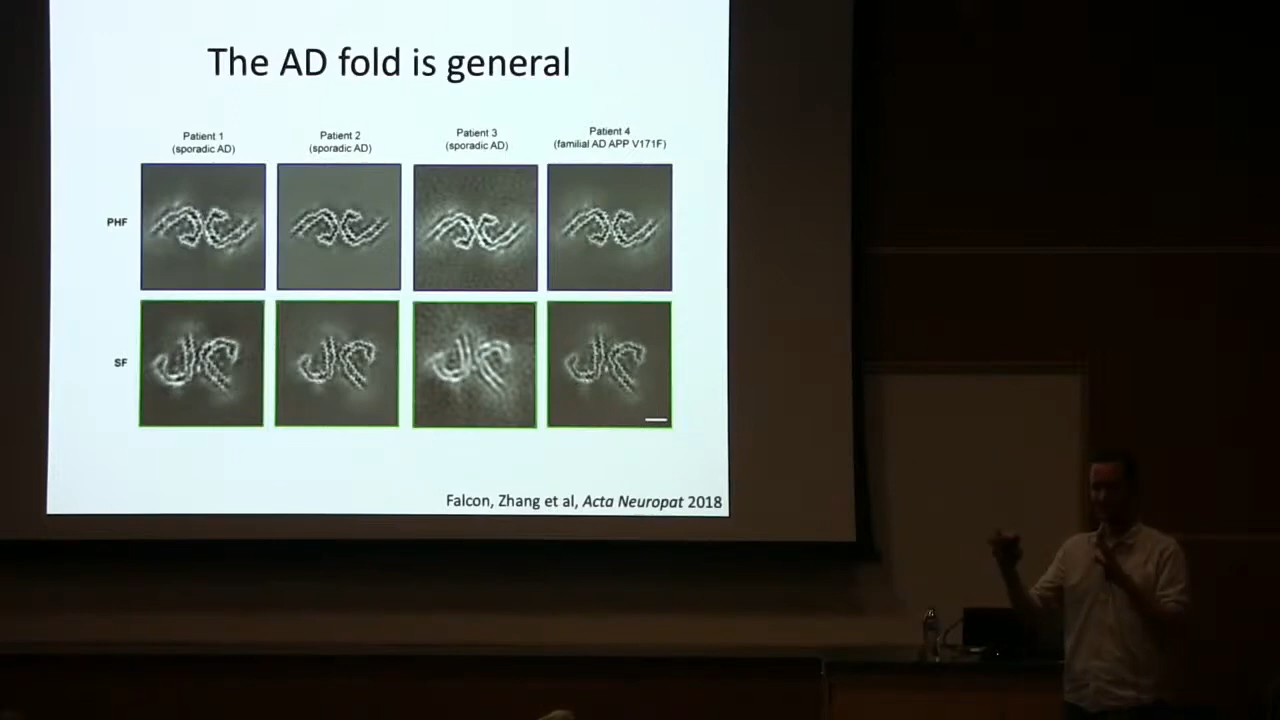 The AD fold is general
Patient 1
(sporadic AD)
Patient 2
(sporadic AD)
Patient 3
(sporadic AD)
Patient 4
(familial AD APP V171F)
PHF
SF
Falcon, Zhang et al, Acta Neuropat 2018